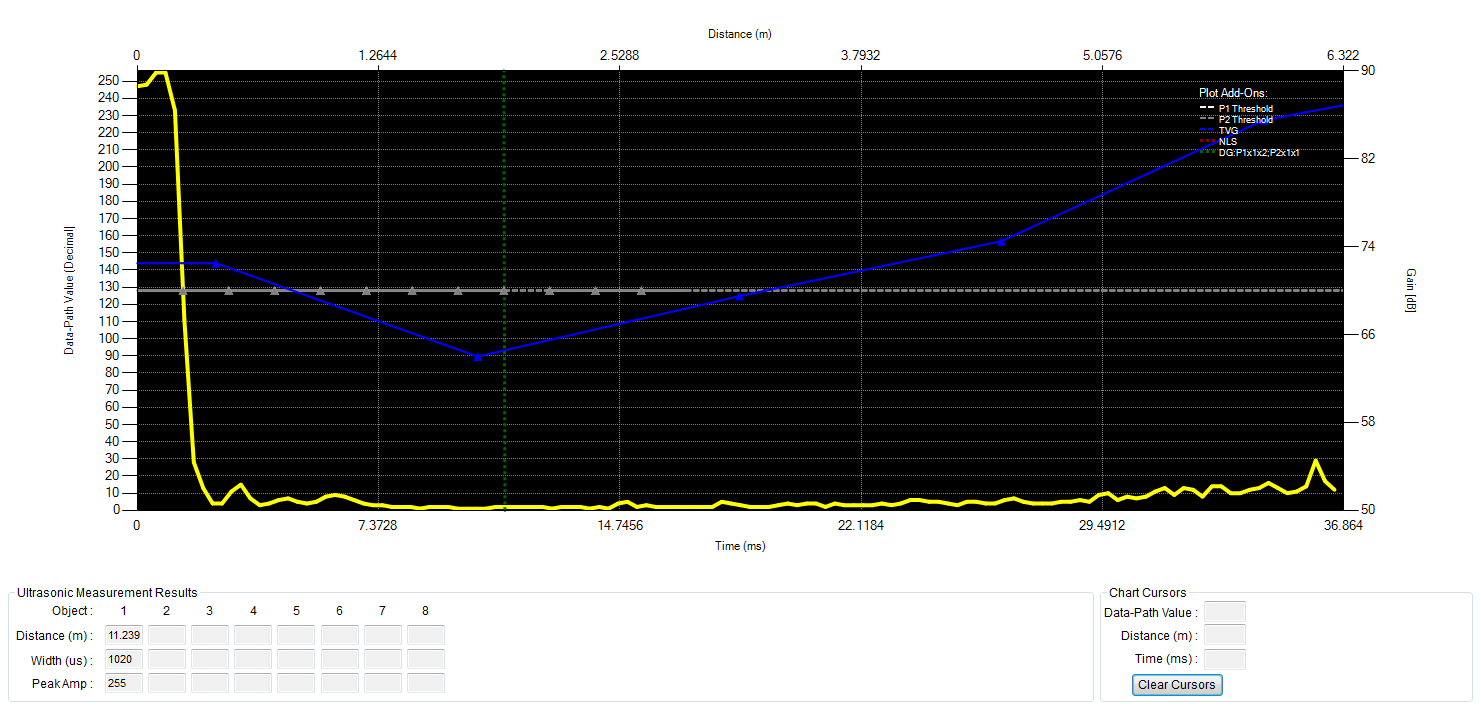 Distance (m)
0 1.2644 2.5288 3.7932 5.0576 6.322
250
240
230
220
210
200
190
180
170
160
150
140
130
120
110
100
90
80
70
60
50
40
30
20
10
0
Data-Path Value [Decimal]
90
82
74
66
58
50
Gain [dB]
Plot Add-Ons:
P1 Threshold
P2 Threshold
TVG
NLS
DG:P1x1x2;P2x1x1
0 7.3728 14.7456 22.1184 29.4912 36.864
Time (ms)
Ultrasonic Measurement Results
Object : 1 2 3 4 5 6 7 8
Distance (m) : 11.239
Width (us) : 1020
Peak Amp : 255
Chart Cursors
Data-Path Value :
Distance (m) :
Time (ms) :
Clear Cursors